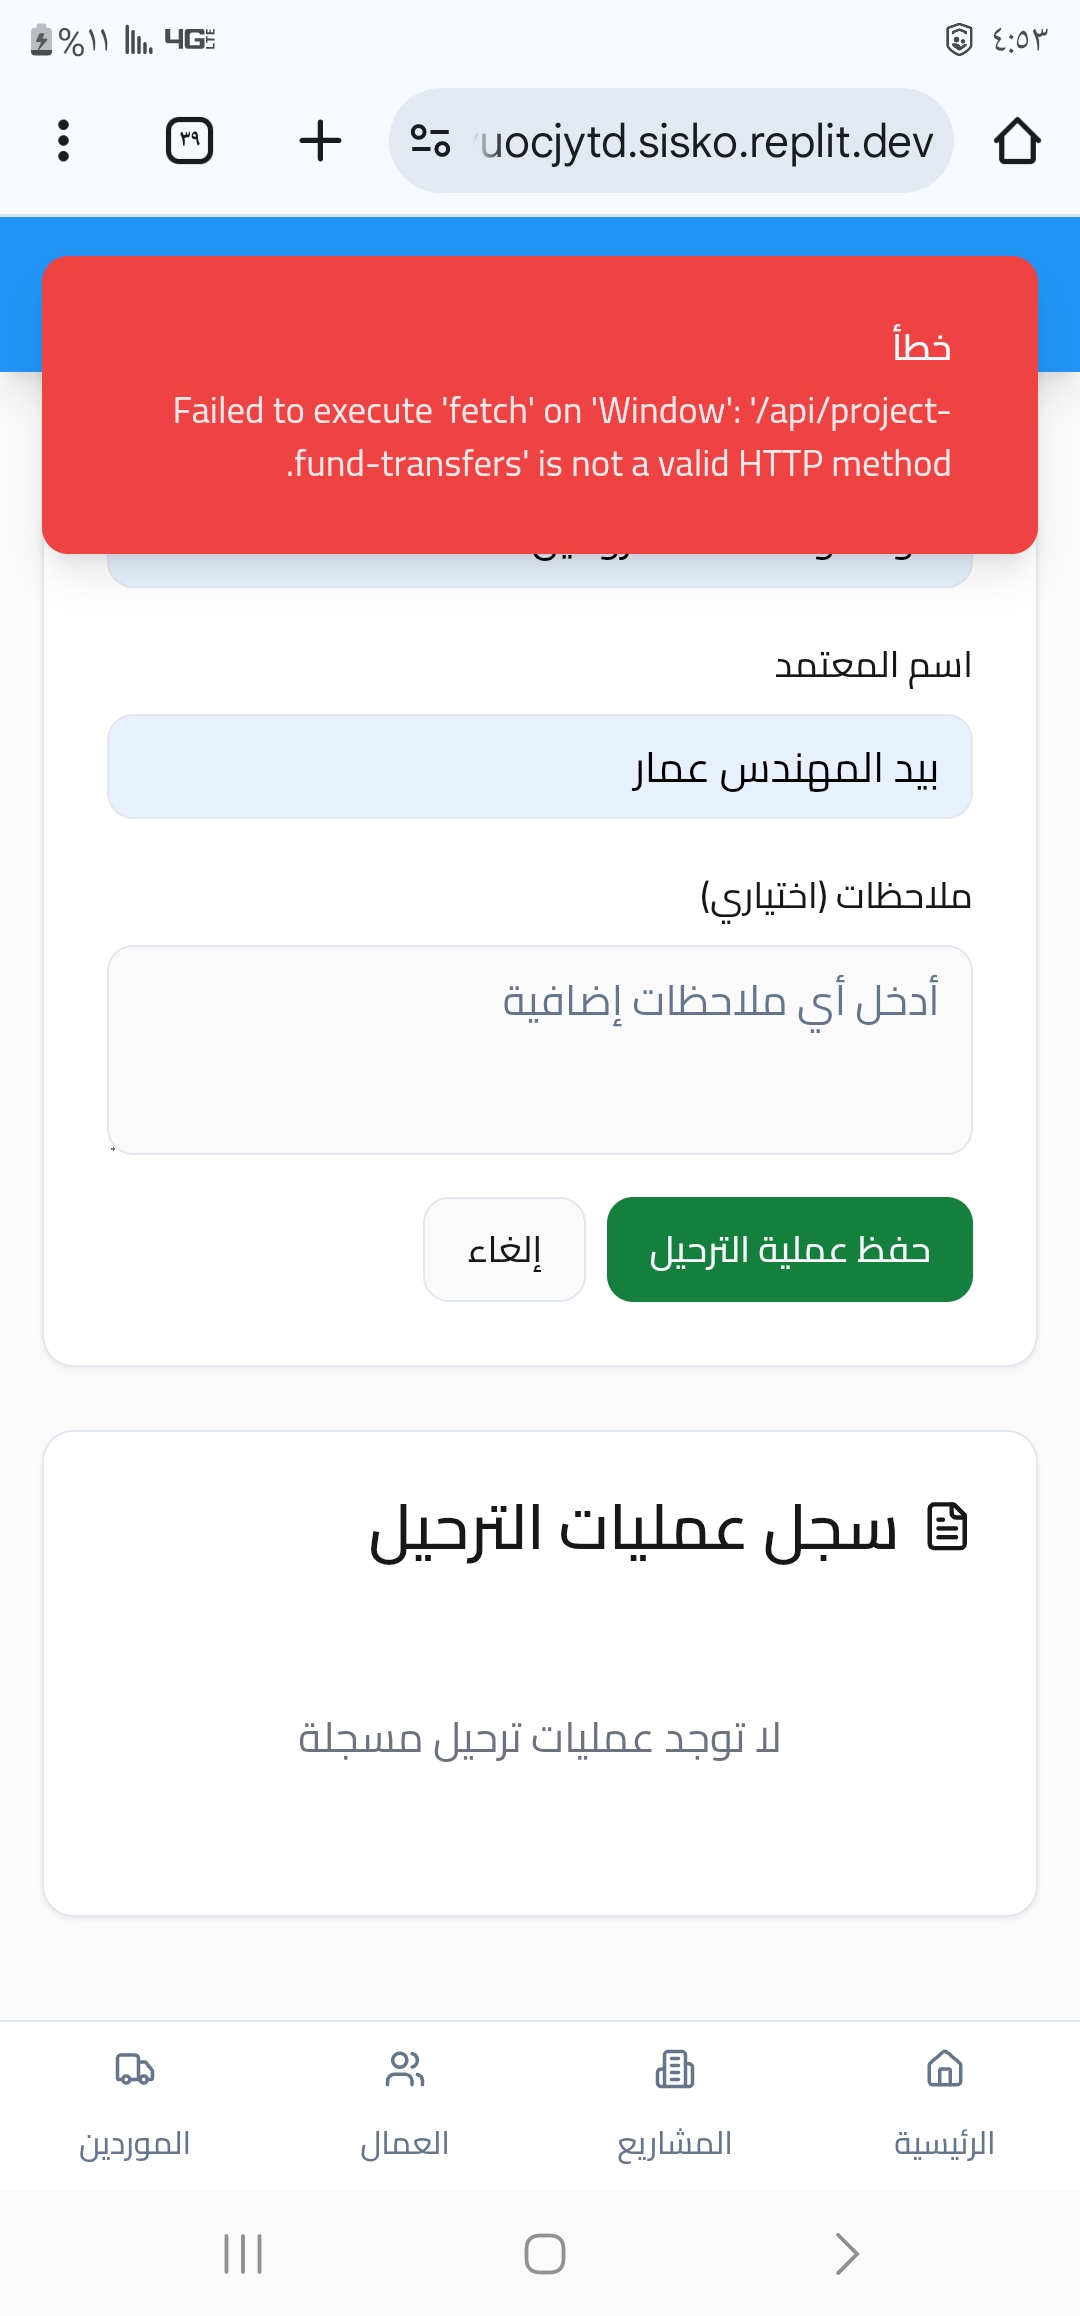 ٤:٥٣
4G LTE
%١١
uocjytd.sisko.replit.dev
٣٩
خطأ
Failed to execute 'fetch' on 'Window': '/api/project-
.fund-transfers' is not a valid HTTP method
اسم المعتمد
بيد المهندس عمار
ملاحظات (اختياري)
أدخل أي ملاحظات إضافية
حفظ عملية الترحيل
إلغاء
سجل عمليات الترحيل
لا توجد عمليات ترحيل مسجلة
الرئيسية
المشاريع
العمال
الموردين